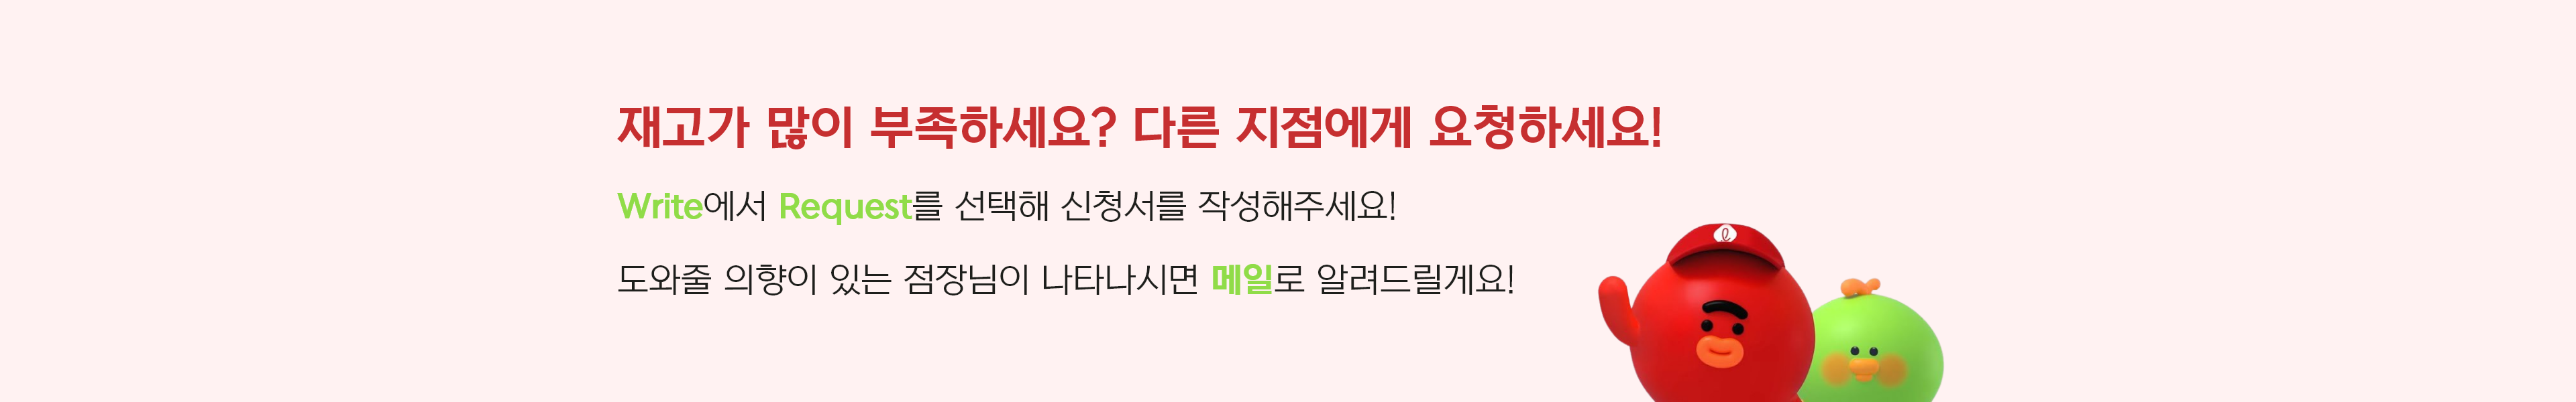 재고가 많이 부족하세요? 다른 지점에게 요청하세요!
Write에서 Request를 선택해 신청서를 작성해주세요!
도와줄 의향이 있는 점장님이 나타나시면 메일로 알려드릴게요!